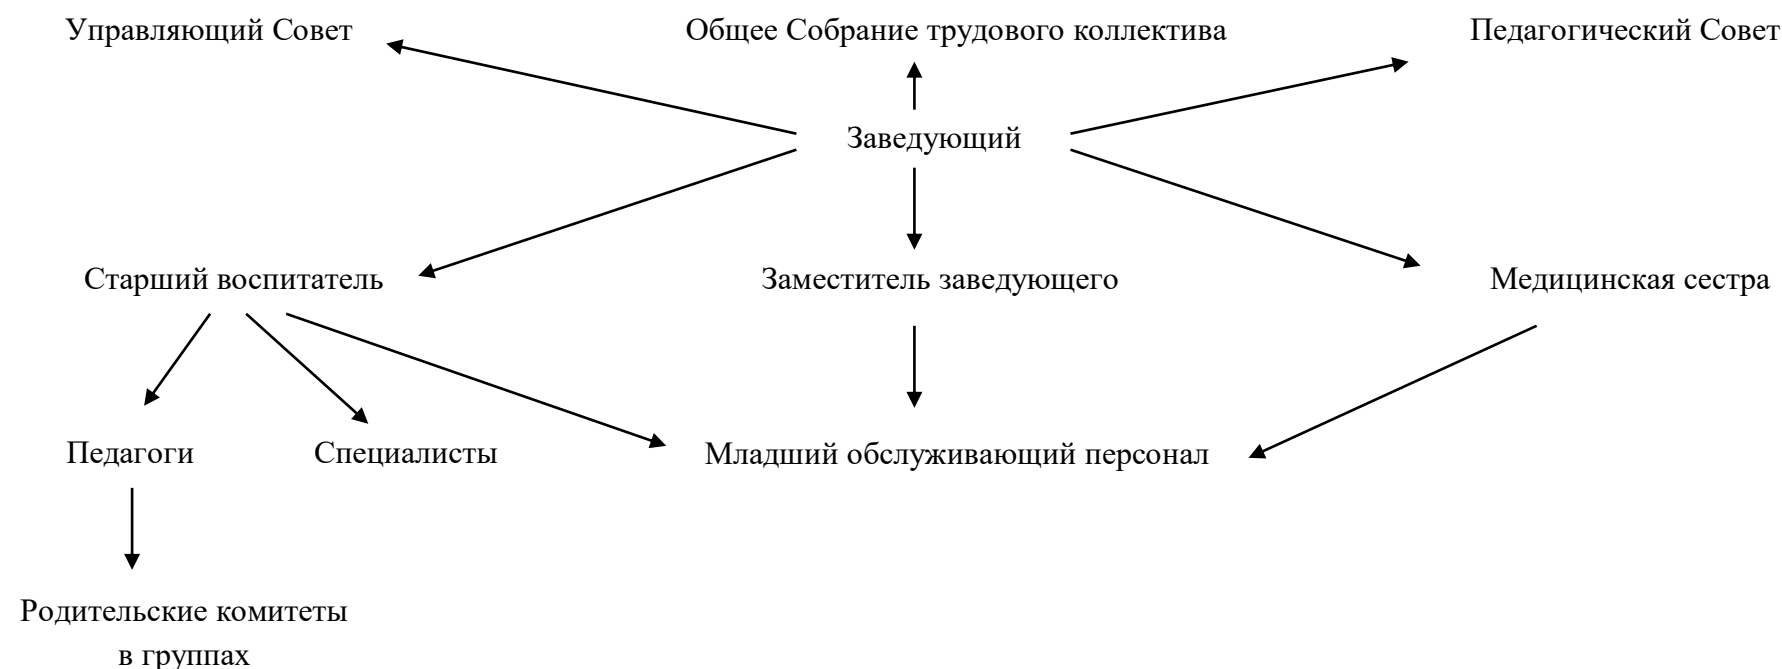 Управляющий Совет
Общее Собрание трудового коллектива
Педагогический Совет
Заведующий
Старший воспитатель
Заместитель заведующего
Медицинская сестра
Педагоги
Специалисты
Младший обслуживающий персонал
Родительские комитеты
в группах